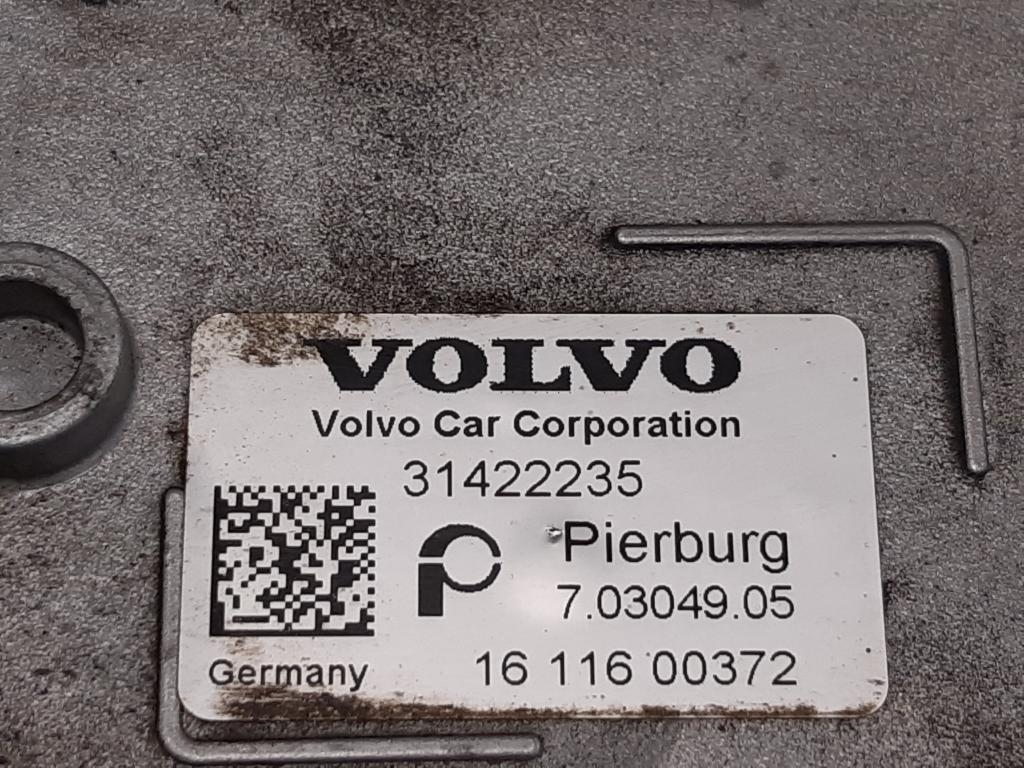 VOLVO
Volvo Car Corporation
31422235
Pierburg
7.03049.05
Germany 16 116 00372